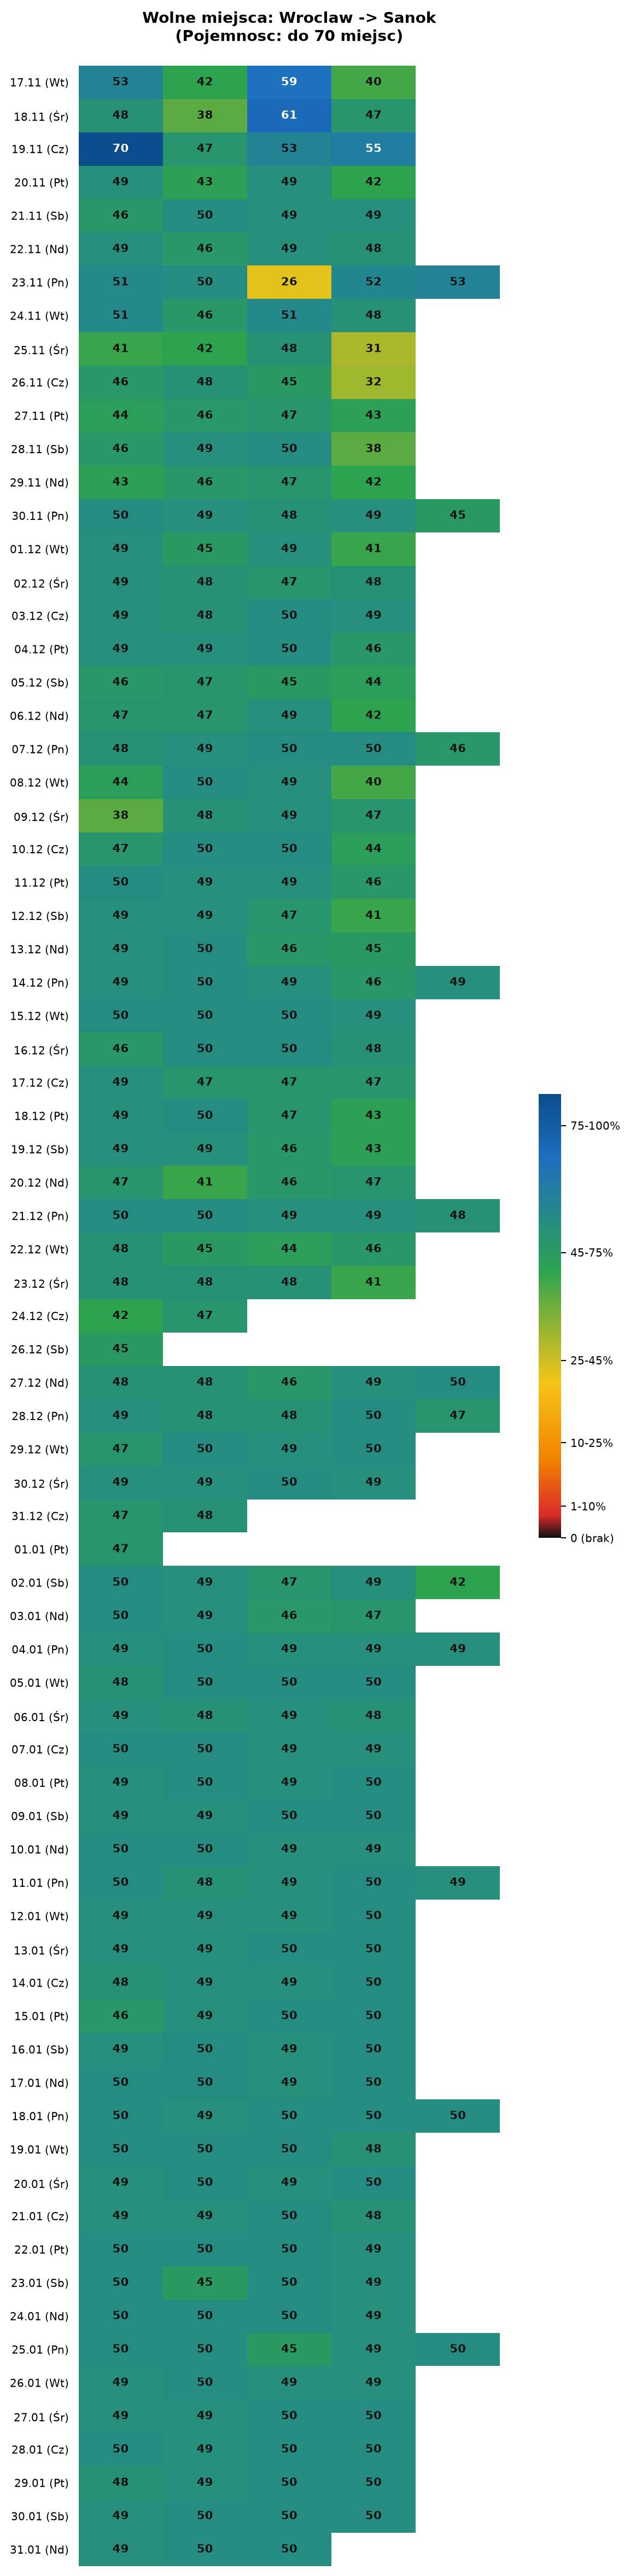 Wolne miejsca: Wroclaw -> Sanok
(Pojemnosc: do 70 miejsc)
17.11 (Wt) 53 42 59 40
18.11 (Śr) 48 38 61 47
19.11 (Cz) 70 47 53 55
20.11 (Pt) 49 43 49 42
21.11 (Sb) 46 50 49 49
22.11 (Nd) 49 46 49 48
23.11 (Pn) 51 50 26 52 53
24.11 (Wt) 51 46 51 48
25.11 (Śr) 41 42 48 31
26.11 (Cz) 46 48 45 32
27.11 (Pt) 44 46 47 43
28.11 (Sb) 46 49 50 38
29.11 (Nd) 43 46 47 42
30.11 (Pn) 50 49 48 49 45
01.12 (Wt) 49 45 49 41
02.12 (Śr) 49 48 47 48
03.12 (Cz) 49 48 50 49
04.12 (Pt) 49 49 50 46
05.12 (Sb) 46 47 45 44
06.12 (Nd) 47 47 49 42
07.12 (Pn) 48 49 50 50 46
08.12 (Wt) 44 50 49 40
09.12 (Śr) 38 48 49 47
10.12 (Cz) 47 50 50 44
11.12 (Pt) 50 49 49 46
12.12 (Sb) 49 49 47 41
13.12 (Nd) 49 50 46 45
14.12 (Pn) 49 50 49 46 49
15.12 (Wt) 50 50 50 49
16.12 (Śr) 46 50 50 48
17.12 (Cz) 49 47 47 47
18.12 (Pt) 49 50 47 43
19.12 (Sb) 49 49 46 43
20.12 (Nd) 47 41 46 47
21.12 (Pn) 50 50 49 49 48
22.12 (Wt) 48 45 44 46
23.12 (Śr) 48 48 48 41
24.12 (Cz) 42 47
26.12 (Sb) 45
27.12 (Nd) 48 48 46 49 50
28.12 (Pn) 49 48 48 50 47
29.12 (Wt) 47 50 49 50
30.12 (Śr) 49 49 50 49
31.12 (Cz) 47 48
01.01 (Pt) 47
02.01 (Sb) 50 49 47 49 42
03.01 (Nd) 50 49 46 47
04.01 (Pn) 49 50 49 49 49
05.01 (Wt) 48 50 50 50
06.01 (Śr) 49 48 49 48
07.01 (Cz) 50 50 49 49
08.01 (Pt) 49 50 49 50
09.01 (Sb) 49 49 50 50
10.01 (Nd) 50 50 49 49
11.01 (Pn) 50 48 49 50 49
12.01 (Wt) 49 49 49 50
13.01 (Śr) 49 49 50 50
14.01 (Cz) 48 49 49 50
15.01 (Pt) 46 49 50 50
16.01 (Sb) 49 50 49 50
17.01 (Nd) 50 50 49 50
18.01 (Pn) 50 49 50 50 50
19.01 (Wt) 50 50 50 48
20.01 (Śr) 49 50 49 50
21.01 (Cz) 49 49 50 48
22.01 (Pt) 50 50 50 49
23.01 (Sb) 50 45 50 49
24.01 (Nd) 50 50 50 49
25.01 (Pn) 50 50 45 49 50
26.01 (Wt) 49 50 49 49
27.01 (Śr) 49 49 50 50
28.01 (Cz) 50 49 50 50
29.01 (Pt) 48 49 50 50
30.01 (Sb) 49 50 50 50
31.01 (Nd) 49 50 50
75-100%
45-75%
25-45%
10-25%
1-10%
0 (brak)